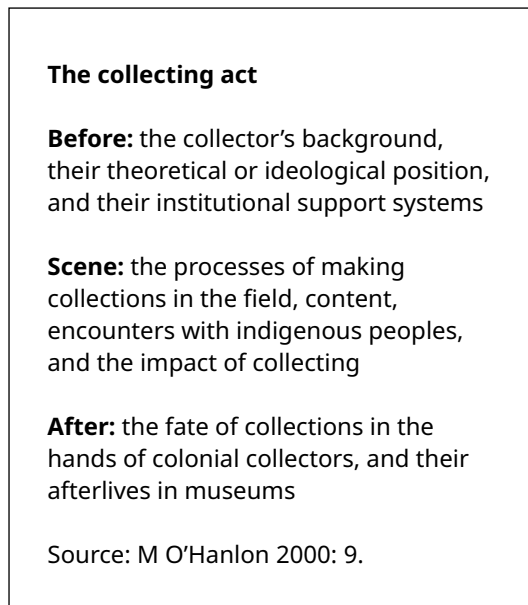 The collecting act
Before: the collector’s background,
their theoretical or ideological position,
and their institutional support systems
Scene: the processes of making
collections in the field, content,
encounters with indigenous peoples,
and the impact of collecting
After: the fate of collections in the
hands of colonial collectors, and their
afterlives in museums
Source: M O’Hanlon 2000: 9.